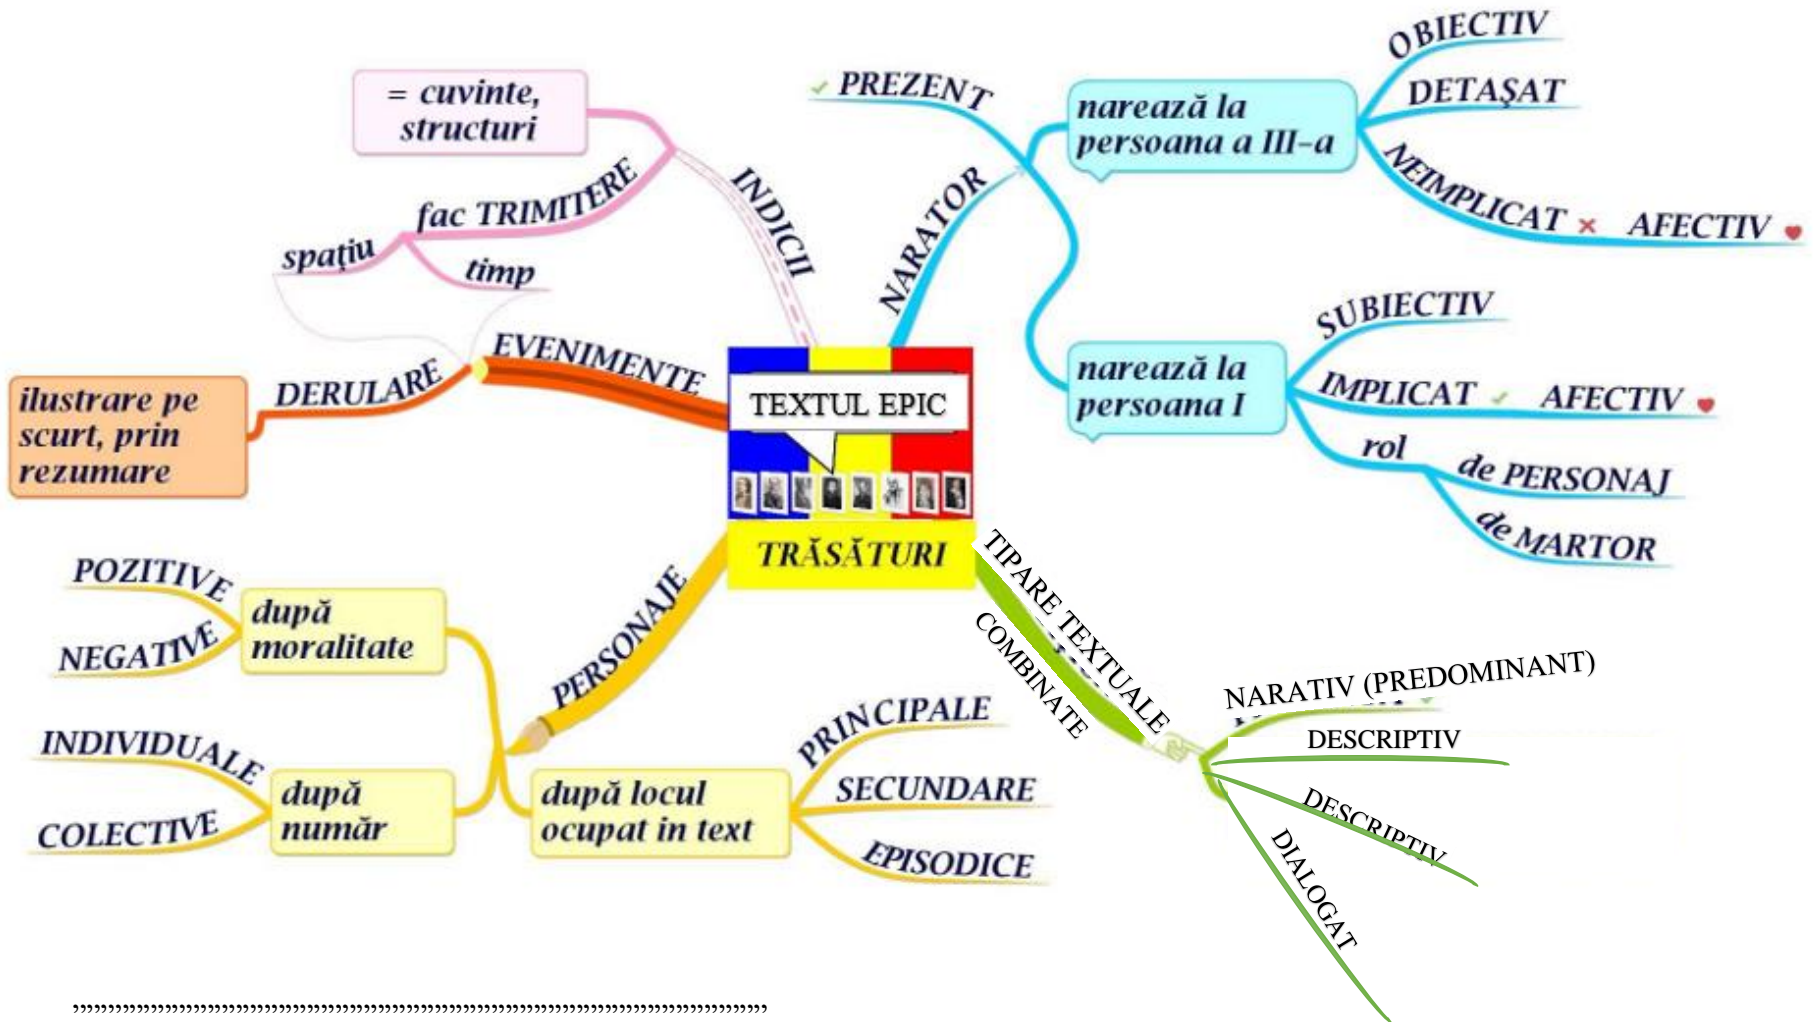 TEXTUL EPIC
TRĂSĂTURI
INDICII
= cuvinte,
structuri
fac TRIMITERE
spațiu
timp
EVENIMENTE
DERULARE
ilustrare pe
scurt, prin
rezumare
PERSONAJE
după
moralitate
POZITIVE
NEGATIVE
după
număr
INDIVIDUALE
COLECTIVE
după locul
ocupat in text
PRINCIPALE
SECUNDARE
EPISODICE
NARATOR
PREZENT
narează la
persoana a III-a
OBIECTIV
DETAŞAT
NEIMPLICAT AFECTIV
narează la
persoana I
SUBIECTIV
IMPLICAT AFECTIV
rol
de PERSONAJ
de MARTOR
TIPARE TEXTUALE
COMBINATE
NARATIV (PREDOMINANT)
DESCRIPTIV
DESCRIPTIV
DIALOGAT